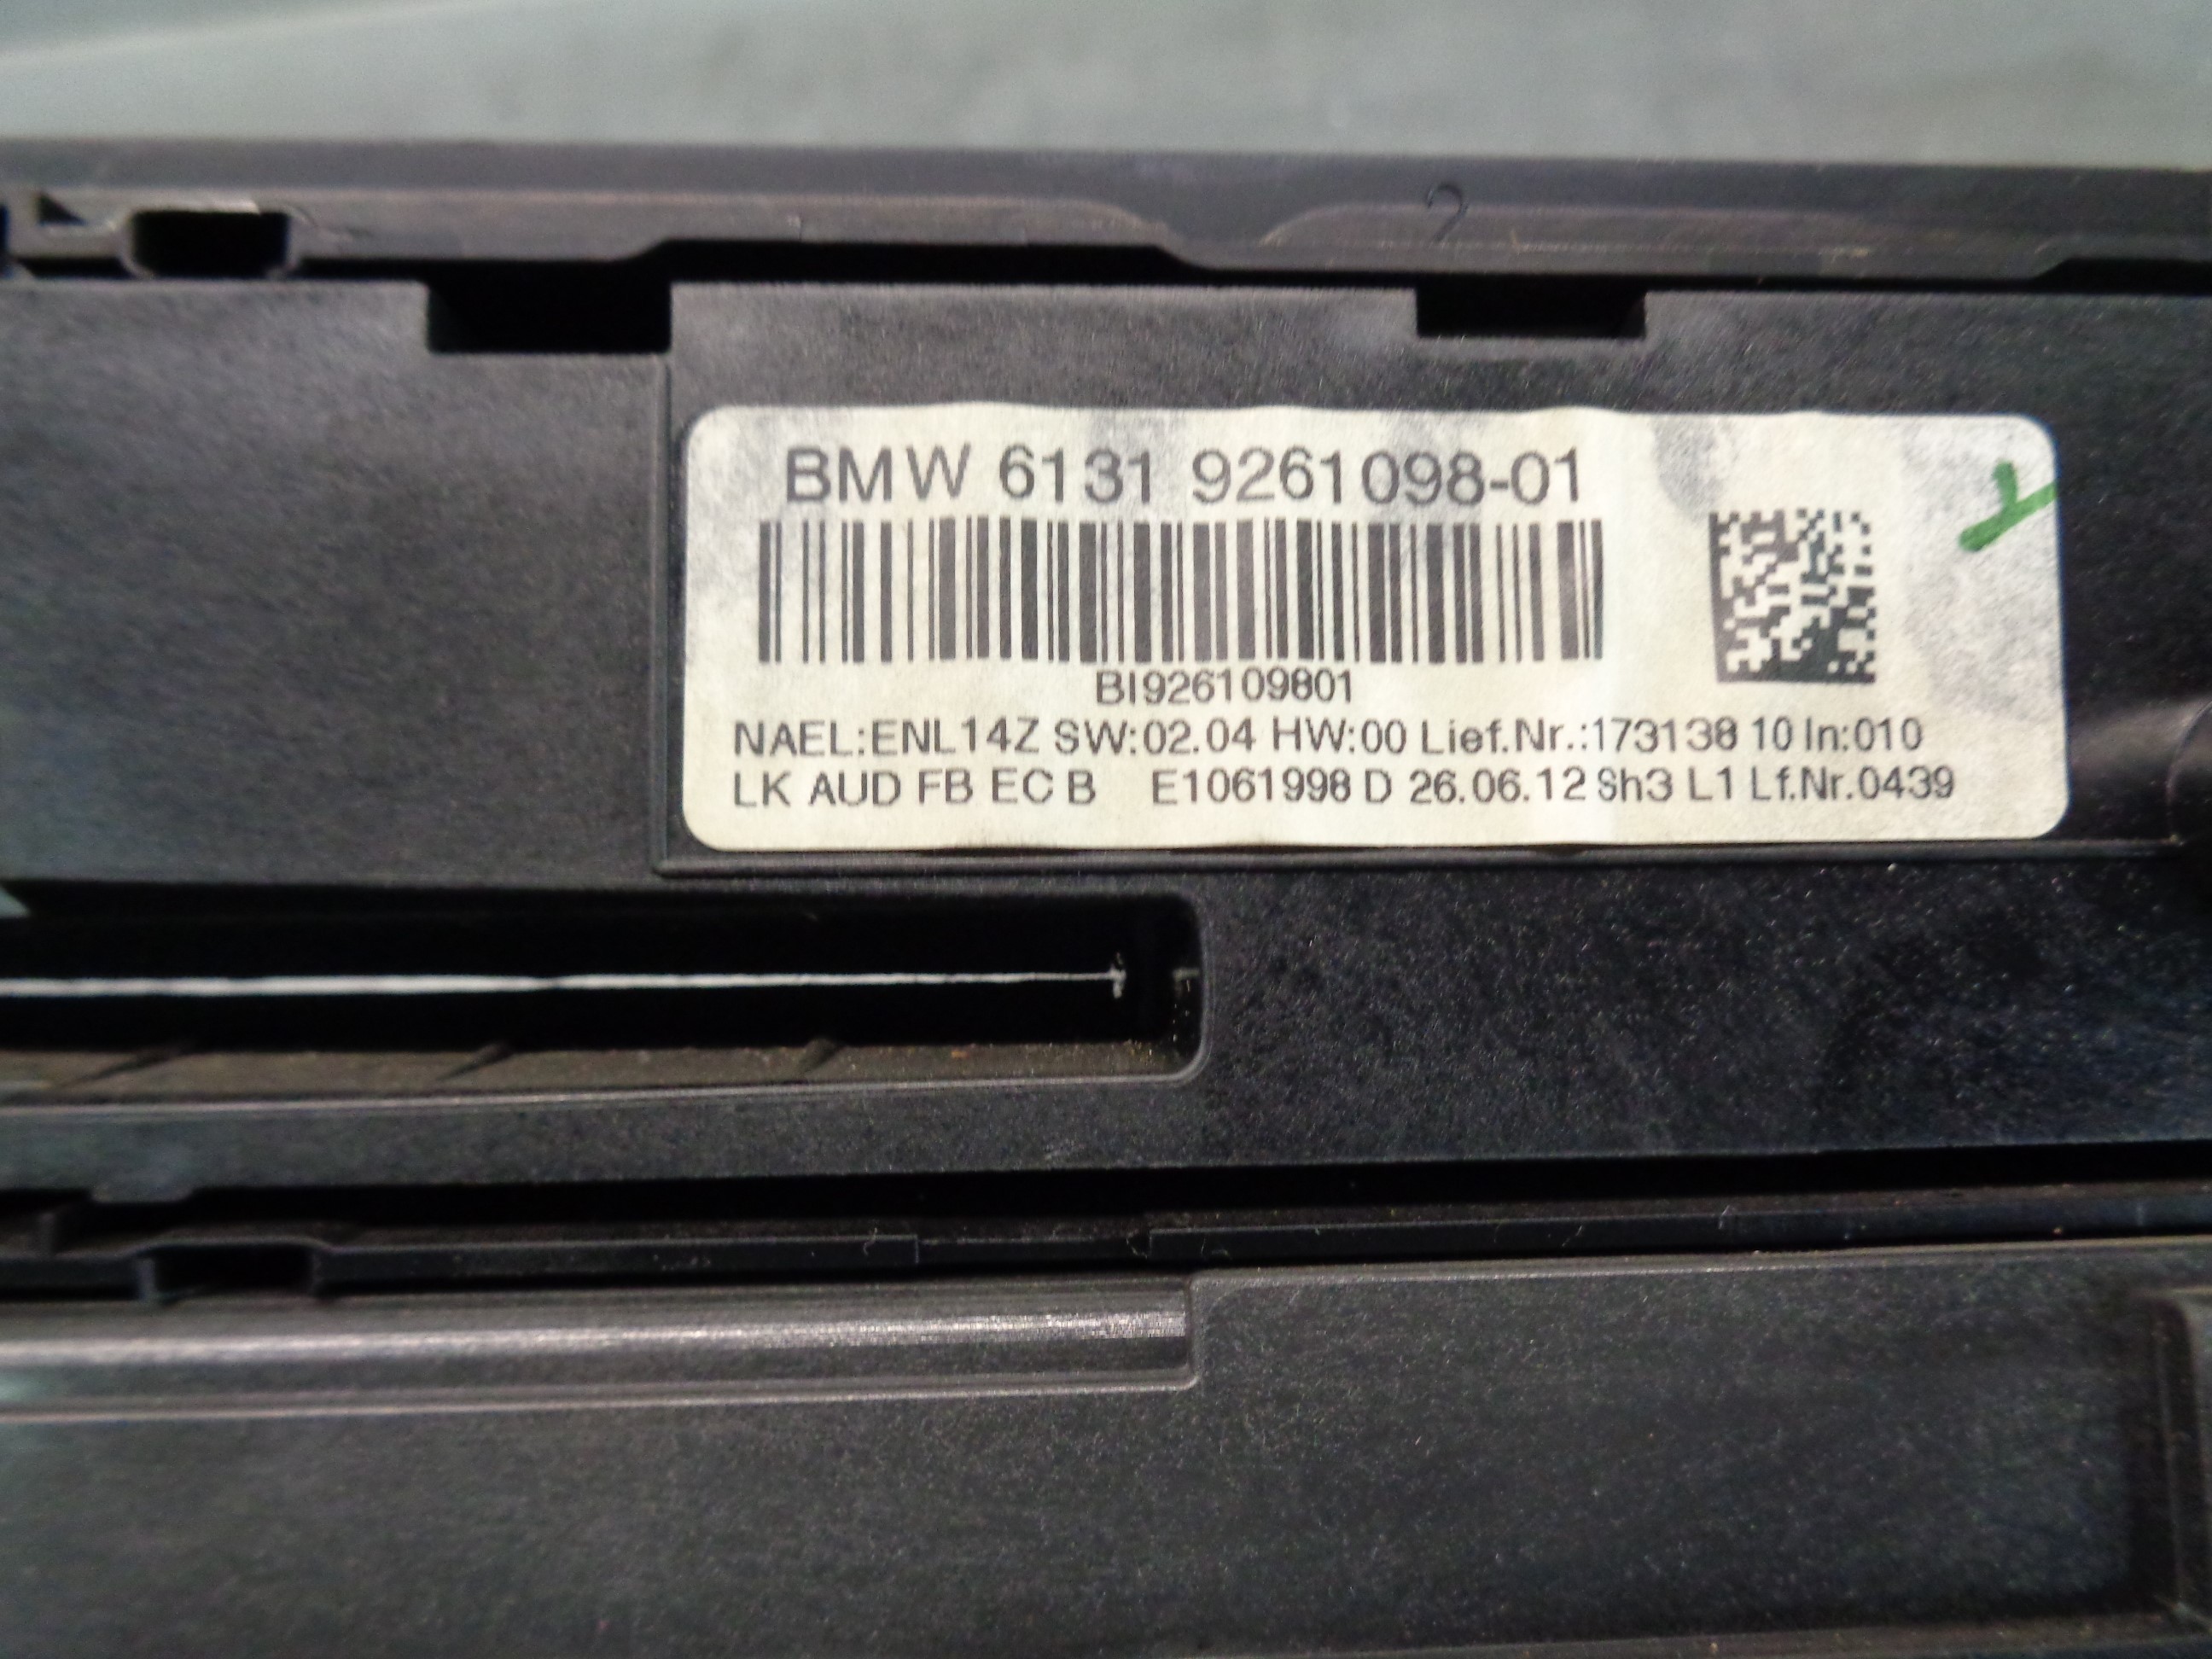 2
BMW 6131 9261098-01
BI926109801
NAEL:ENL14Z SW:02.04 HW:00 Lief.Nr.:173138 10 In:010
LK AUD FB EC B E1061998 D 26.06.12 Sh3 L1 Lf.Nr.0439